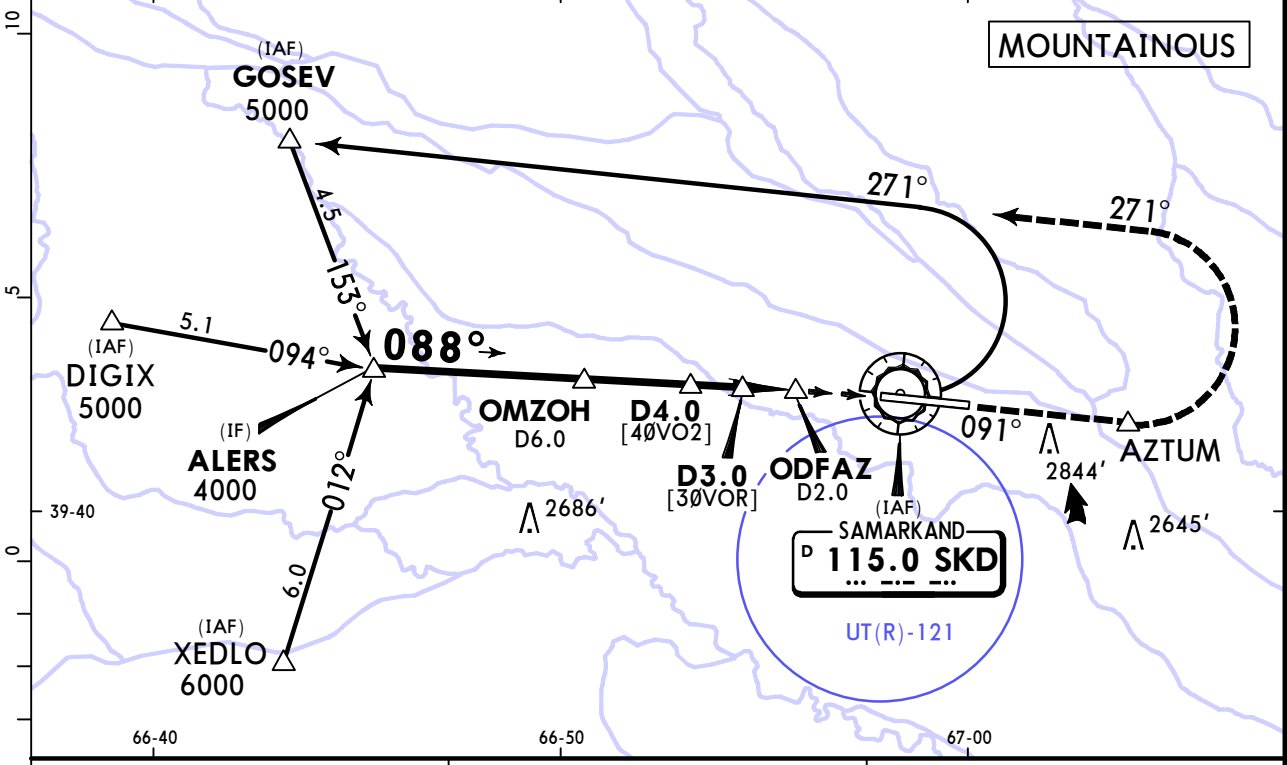 10
MOUNTAINOUS
(IAF)
GOSEV
5000
271°
271°
4.5
153°
5
5.1
094°
088°
(IAF)
DIGIX
5000
OMZOH
D6.0
D4.0
[4ØVO2]
(IF)
ALERS
4000
D3.0
[3ØVOR]
ODFAZ
D2.0
091°
AZTUM
2844'
012°
39-40
2686'
2645'
(IAF)
SAMARKAND
D 115.0 SKD
0
6.0
(IAF)
XEDLO
6000
UT(R)-121
66-40
66-50
67-00